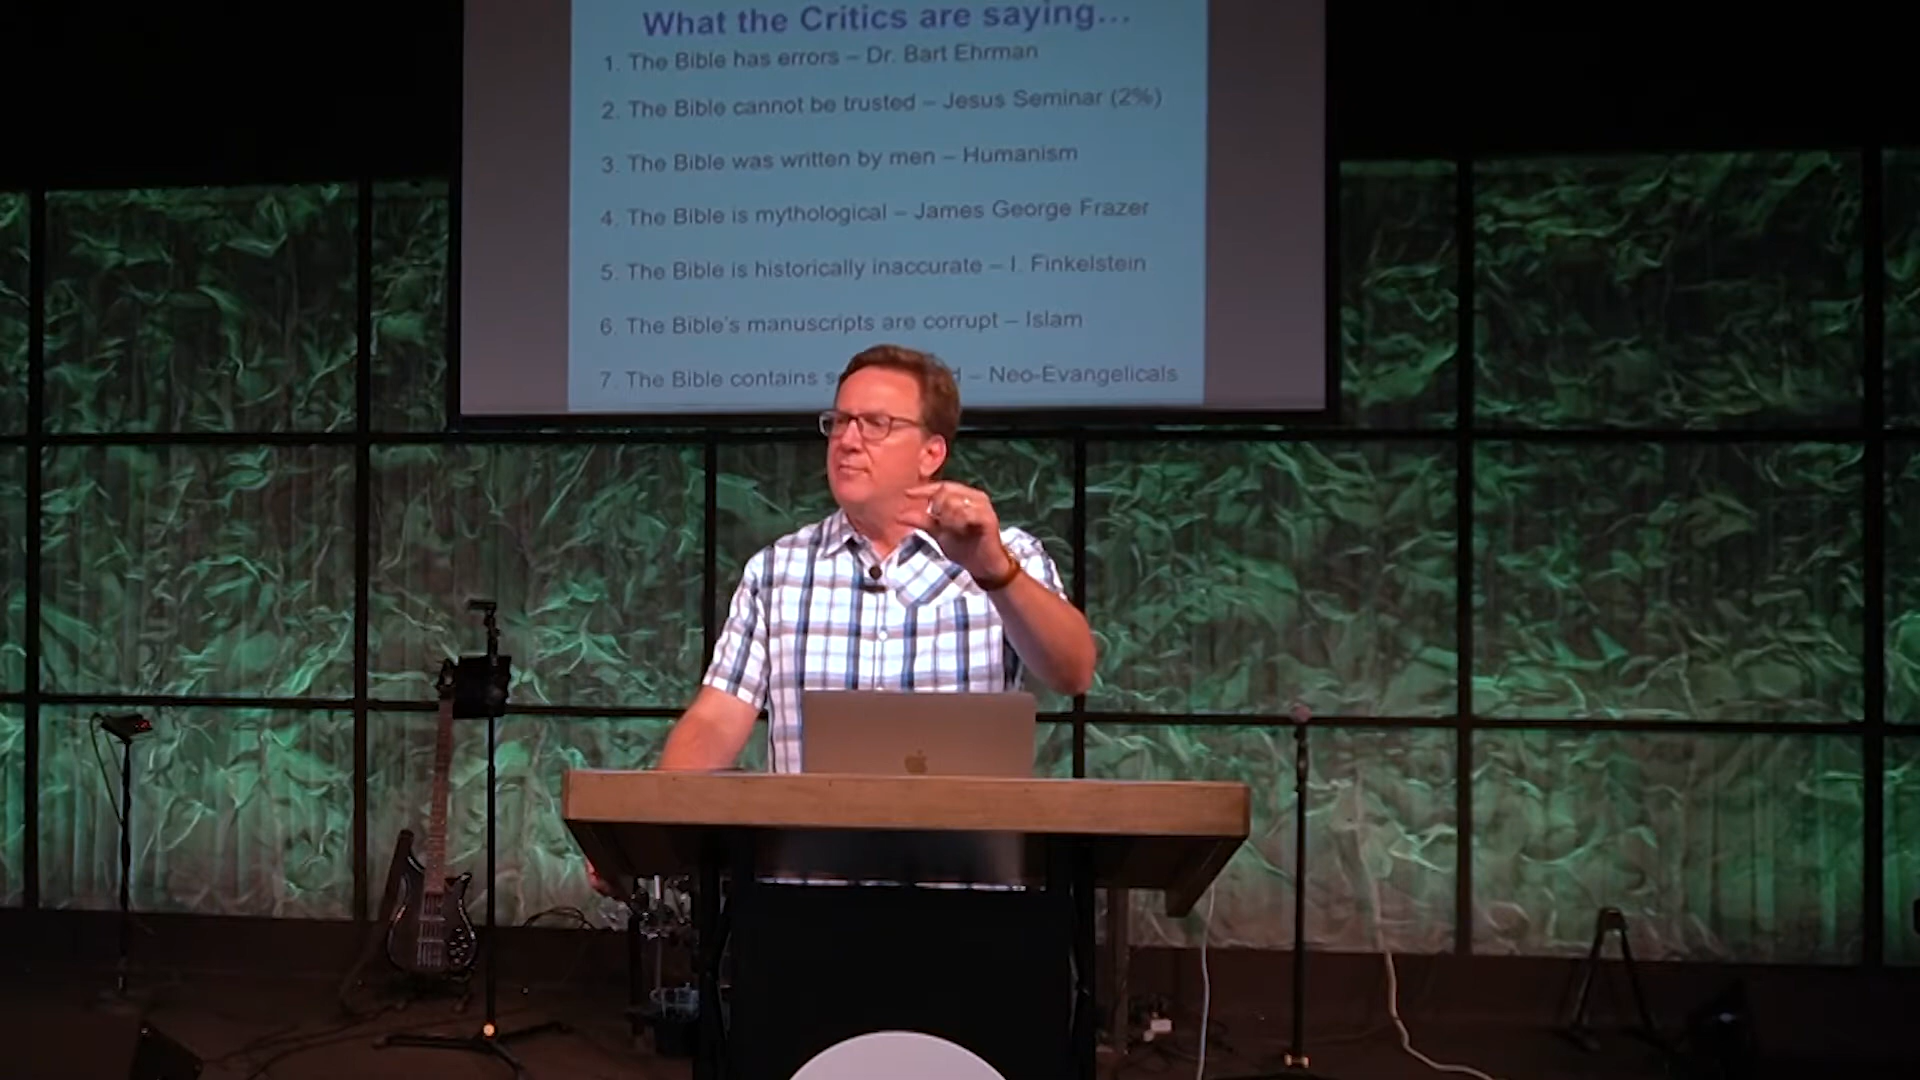 What the Critics are saying...
1. The Bible has errors – Dr. Bart Ehrman
2. The Bible cannot be trusted – Jesus Seminar (2%)
3. The Bible was written by men – Humanism
4. The Bible is mythological – James George Frazer
5. The Bible is historically inaccurate – I. Finkelstein
6. The Bible's manuscripts are corrupt – Islam
7. The Bible contains – Neo-Evangelicals